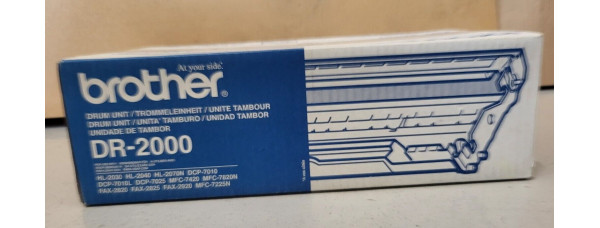 At your side.
brother®
DRUM UNIT / TROMMELEINHEIT / UNITE TAMBOUR
DRUM UNIT / UNITA' TAMBURO / UNIDAD TAMBOR
UNIDADE DE TAMBOR
DR-2000
HL-2030 HL-2040 HL-2070N DCP-7010
DCP-7010L DCP-7025 MFC-7420 MFC-7820N
FAX-2820 FAX-2825 FAX-2920 MFC-7225N